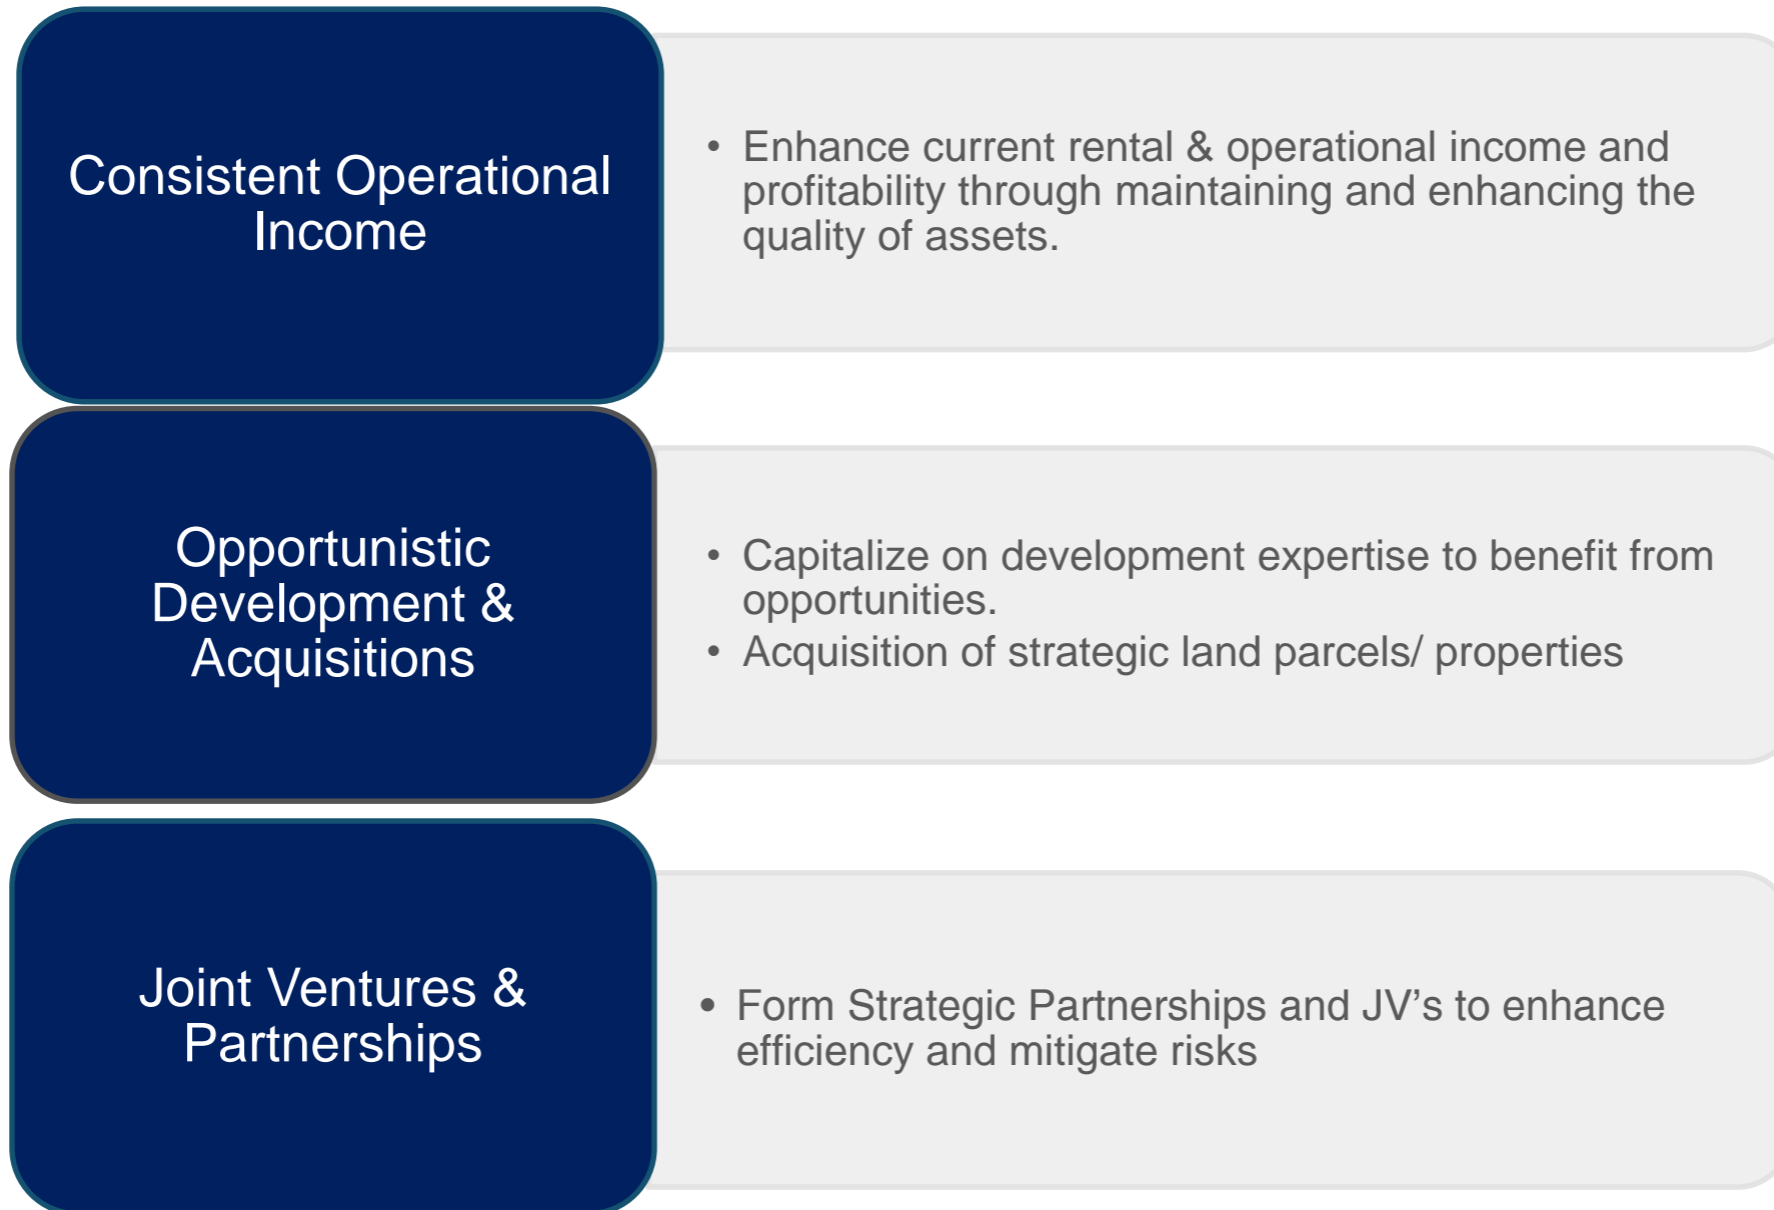 Consistent Operational
Income
• Enhance current rental & operational income and
profitability through maintaining and enhancing the
quality of assets.
Opportunistic
Development &
Acquisitions
• Capitalize on development expertise to benefit from
opportunities.
• Acquisition of strategic land parcels/ properties
Joint Ventures &
Partnerships
• Form Strategic Partnerships and JV’s to enhance
efficiency and mitigate risks